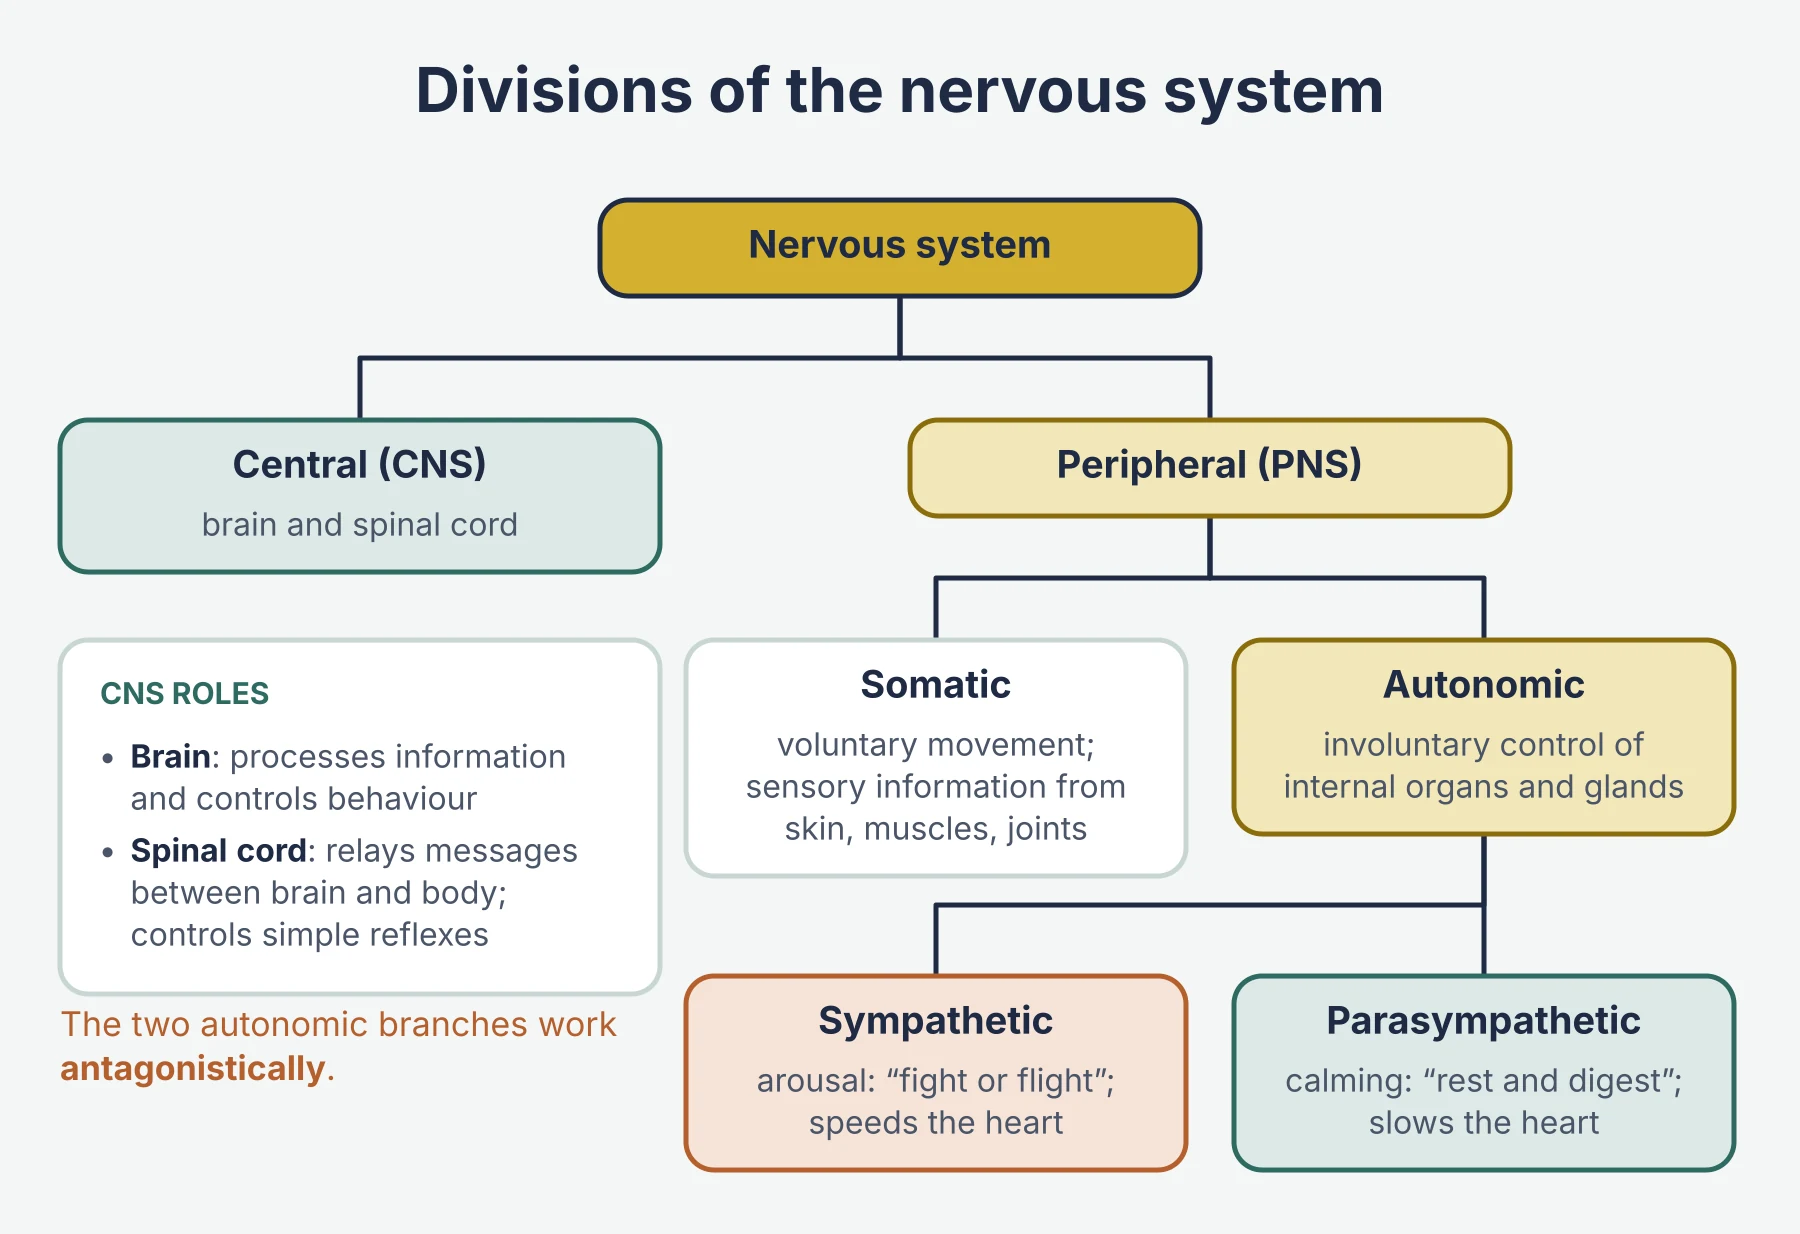 Divisions of the nervous system
Nervous system
Central (CNS)
brain and spinal cord
Peripheral (PNS)
CNS ROLES
• Brain: processes information
and controls behaviour
• Spinal cord: relays messages
between brain and body;
controls simple reflexes
The two autonomic branches work
antagonistically.
Somatic
voluntary movement;
sensory information from
skin, muscles, joints
Autonomic
involuntary control of
internal organs and glands
Sympathetic
arousal: “fight or flight”;
speeds the heart
Parasympathetic
calming: “rest and digest”;
slows the heart